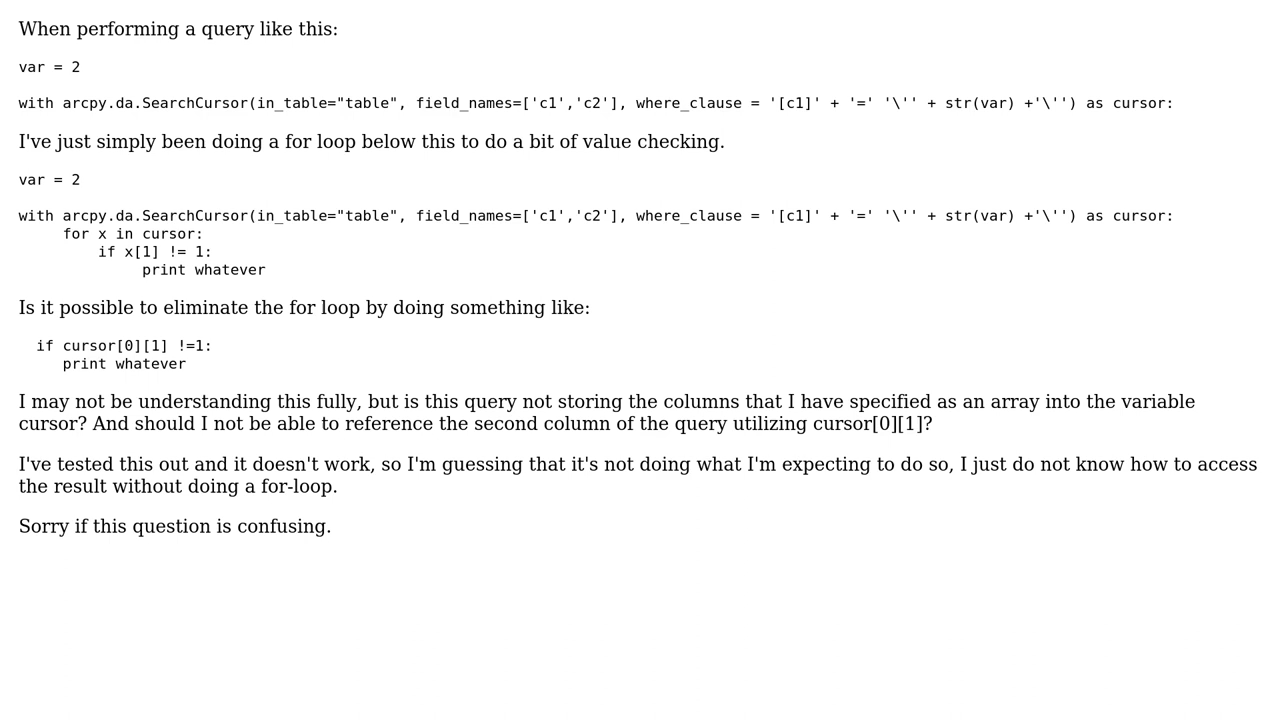 When performing a query like this:
var = 2
with arcpy.da.SearchCursor(in_table="table", field_names=['c1','c2'], where_clause = '[c1]' + '=' '\'' + str(var) +'\'') as cursor:
I've just simply been doing a for loop below this to do a bit of value checking.
var = 2
with arcpy.da.SearchCursor(in_table="table", field_names=['c1','c2'], where_clause = '[c1]' + '=' '\'' + str(var) +'\'') as cursor:
     for x in cursor:
         if x[1] != 1:
              print whatever
Is it possible to eliminate the for loop by doing something like:
  if cursor[0][1] !=1:
     print whatever
I may not be understanding this fully, but is this query not storing the columns that I have specified as an array into the variable
cursor? And should I not be able to reference the second column of the query utilizing cursor[0][1]?
I've tested this out and it doesn't work, so I'm guessing that it's not doing what I'm expecting to do so, I just do not know how to access
the result without doing a for-loop.
Sorry if this question is confusing.